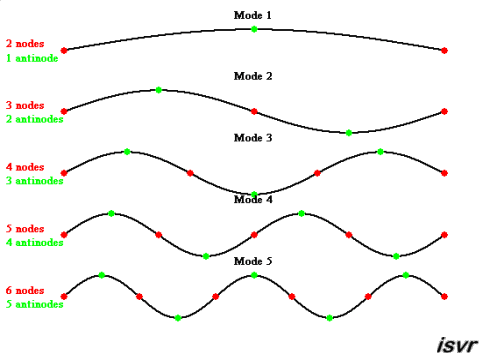 Mode 1
2 nodes
1 antinode
Mode 2
3 nodes
2 antinodes
Mode 3
4 nodes
3 antinodes
Mode 4
5 nodes
4 antinodes
Mode 5
6 nodes
5 antinodes
isvr